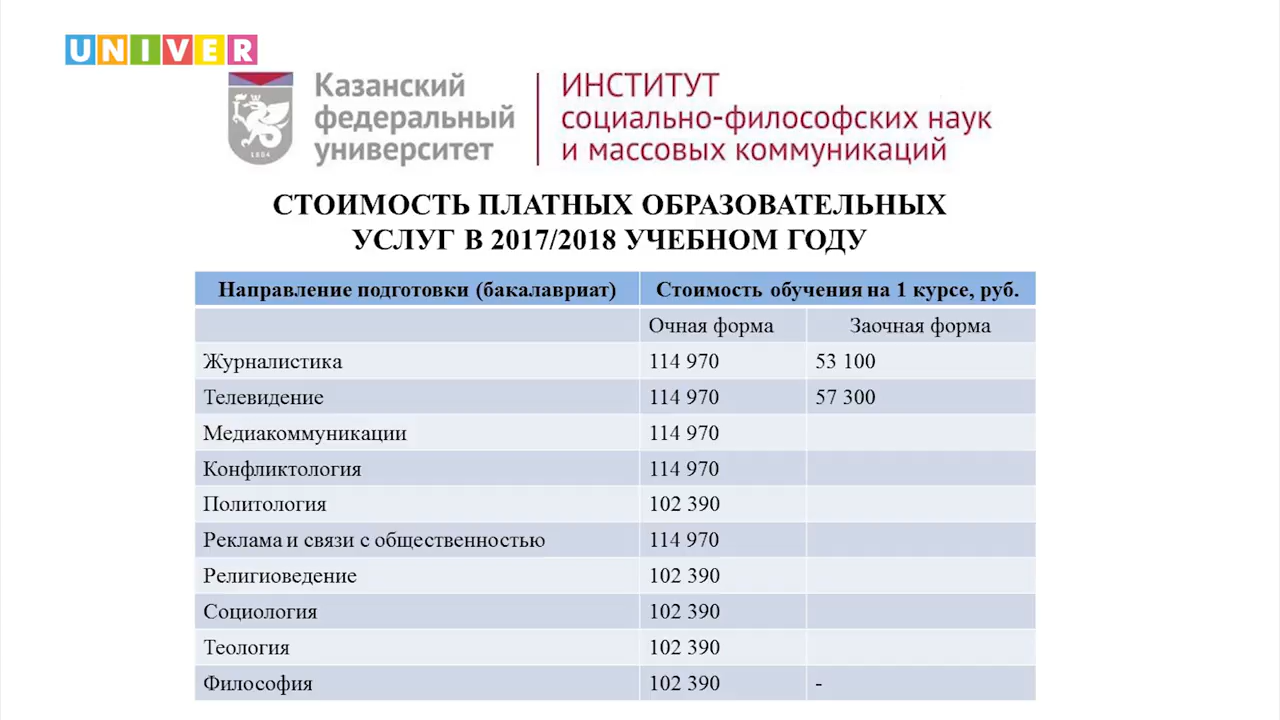 UNIVER
Казанский
федеральный
университет
1804
ИНСТИТУТ
социально-философских наук
и массовых коммуникаций
СТОИМОСТЬ ПЛАТНЫХ ОБРАЗОВАТЕЛЬНЫХ
УСЛУГ В 2017/2018 УЧЕБНОМ ГОДУ
Направление подготовки (бакалавриат) Стоимость обучения на 1 курсе, руб.
Очная форма Заочная форма
Журналистика 114 970 53 100
Телевидение 114 970 57 300
Медиакоммуникации 114 970
Конфликтология 114 970
Политология 102 390
Реклама и связи с общественностью 114 970
Религиоведение 102 390
Социология 102 390
Теология 102 390
Философия 102 390 -